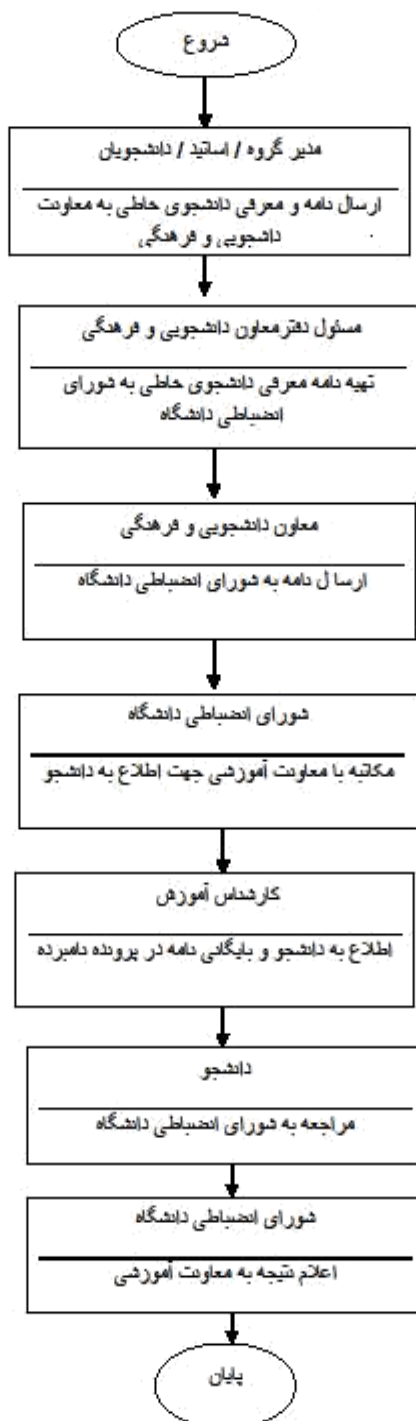 شروع
مدیر گروه / اساتید / دانشجویان
ارسال نامه و معرفی دانشجوی خاطی به معاونت
دانشجویی و فرهنگی
مسئول دفتر معاون دانشجویی و فرهنگی
تهیه نامه معرفی دانشجوی خاطی به شورای
انضباطی دانشگاه
معاون دانشجویی و فرهنگی
ارسال نامه به شورای انضباطی دانشگاه
شورای انضباطی دانشگاه
مکاتبه با معاونت آموزشی جهت اطلاع به دانشجو
کارشناس آموزش
اطلاع به دانشجو و بایگانی نامه در پرونده نامبرده
دانشجو
مراجعه به شورای انضباطی دانشگاه
شورای انضباطی دانشگاه
اعلام نتیجه به معاونت آموزشی
پایان